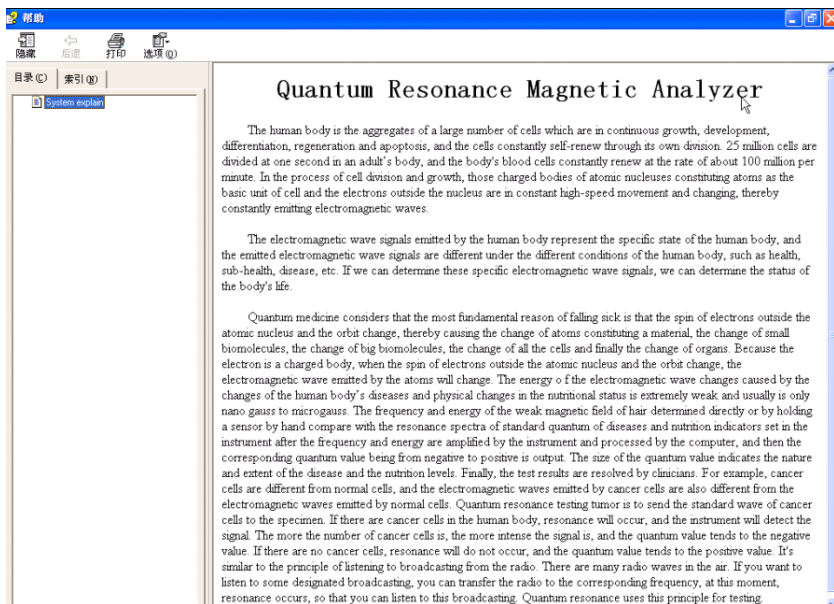 帮助
隐藏 后退 打印 选项(O)
目录(C) 索引(N)
System explain
Quantum Resonance Magnetic Analyzer
The human body is the aggregates of a large number of cells which are in continuous growth, development,
differentiation, regeneration and apoptosis, and the cells constantly self-renew through its own division. 25 million cells are
divided at one second in an adult's body, and the body's blood cells constantly renew at the rate of about 100 million per
minute. In the process of cell division and growth, those charged bodies of atomic nucleuses constituting atoms as the
basic unit of cell and the electrons outside the nucleus are in constant high-speed movement and changing, thereby
constantly emitting electromagnetic waves.
The electromagnetic wave signals emitted by the human body represent the specific state of the human body, and
the emitted electromagnetic wave signals are different under the different conditions of the human body, such as health,
sub-health, disease, etc. If we can determine these specific electromagnetic wave signals, we can determine the status of
the body's life.
Quantum medicine considers that the most fundamental reason of falling sick is that the spin of electrons outside the
atomic nucleus and the orbit change, thereby causing the change of atoms constituting a material, the change of small
biomolecules, the change of big biomolecules, the change of all the cells and finally the change of organs. Because the
electron is a charged body, when the spin of electrons outside the atomic nucleus and the orbit change, the
electromagnetic wave emitted by the atoms will change. The energy o f the electromagnetic wave changes caused by the
changes of the human body's diseases and physical changes in the nutritional status is extremely weak and usually is only
nano gauss to microgauss. The frequency and energy of the weak magnetic field of hair determined directly or by holding
a sensor by hand compare with the resonance spectra of standard quantum of diseases and nutrition indicators set in the
instrument after the frequency and energy are amplified by the instrument and processed by the computer, and then the
corresponding quantum value being from negative to positive is output. The size of the quantum value indicates the nature
and extent of the disease and the nutrition levels. Finally, the test results are resolved by clinicians. For example, cancer
cells are different from normal cells, and the electromagnetic waves emitted by cancer cells are also different from the
electromagnetic waves emitted by normal cells. Quantum resonance testing tumor is to send the standard wave of cancer
cells to the specimen. If there are cancer cells in the human body, resonance will occur, and the instrument will detect the
signal. The more the number of cancer cells is, the more intense the signal is, and the quantum value tends to the negative
value. If there are no cancer cells, resonance will do not occur, and the quantum value tends to the positive value. It's
similar to the principle of listening to broadcasting from the radio. There are many radio waves in the air. If you want to
listen to some designated broadcasting, you can transfer the radio to the corresponding frequency, at this moment,
resonance occurs, so that you can listen to this broadcasting. Quantum resonance uses this principle for testing.